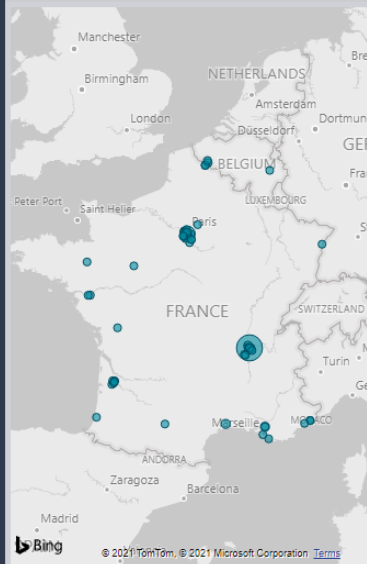 Manchester
Birmingham
NETHERLANDS
Amsterdam
London
Dortmun
Düsseldorf
BELGIUM
GE
Fra
LUXEMBOURG
Peter Port
Saint Helier
Paris
S
FRANCE
SWITZERLAND
Turin
M
Ge
Marseille
MONACO
ANDORRA
Zaragoza
Barcelona
Madrid
Bing
© 2021 TomTom, © 2021 Microsoft Corporation Terms